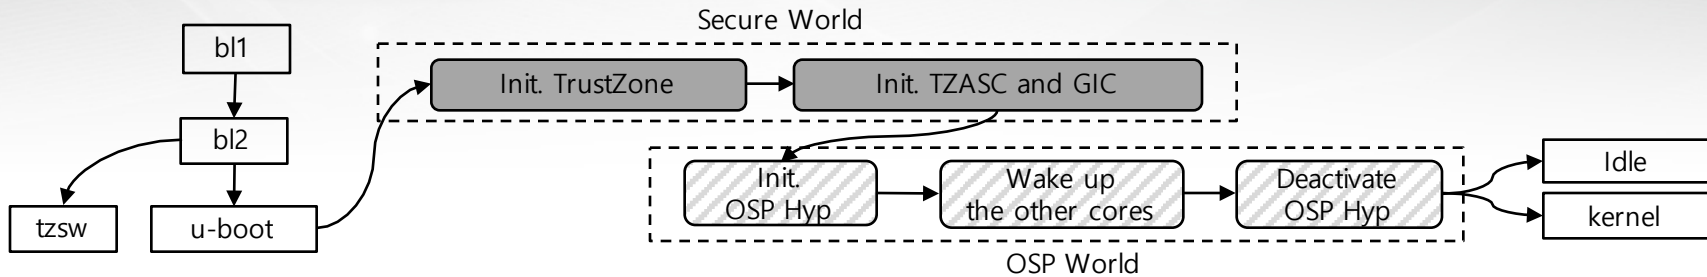 Secure World
bl1
Init. TrustZone
Init. TZASC and GIC
bl2
tzsw
u-boot
Init.
OSP Hyp
Wake up
the other cores
Deactivate
OSP Hyp
Idle
kernel
OSP World